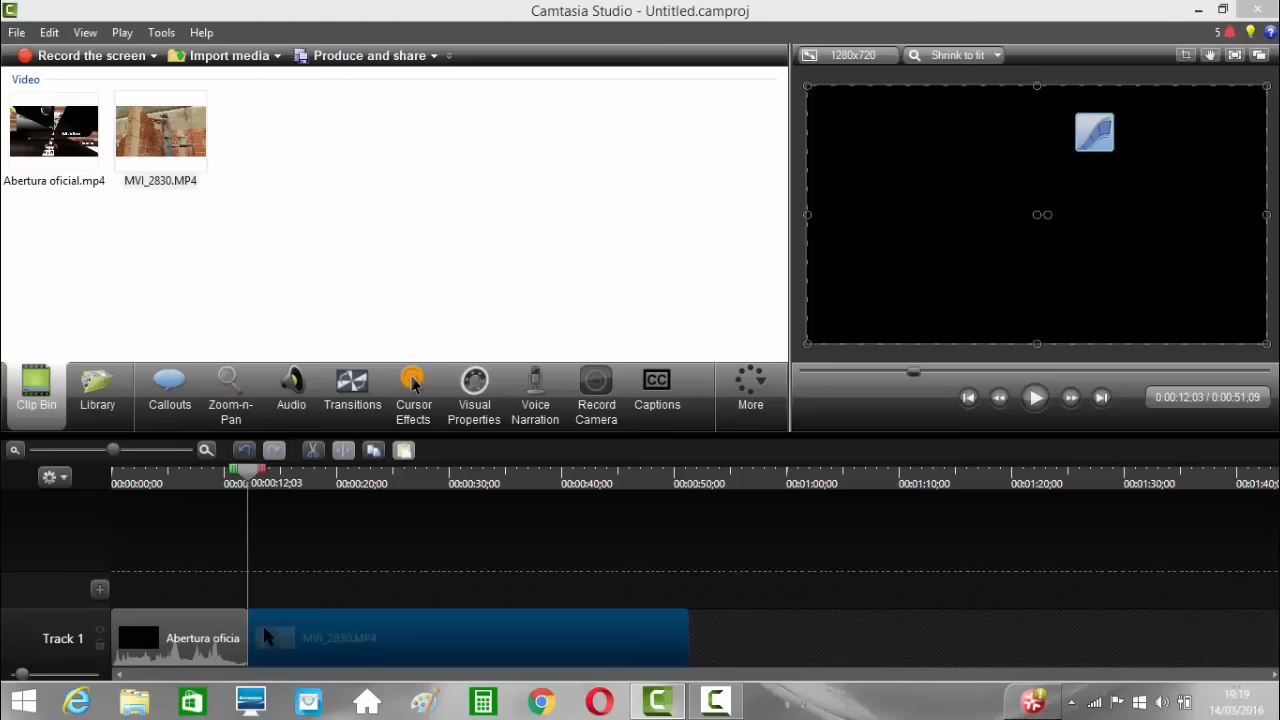 Camtasia Studio - Untitled.camproj
File Edit View Play Tools Help
5
Record the screen Import media Produce and share
1280x720 Shrink to fit
Video
Abertura oficial.mp4 MVI_2830.MP4
Clip Bin Library Callouts Zoom-n-Pan Audio Transitions Cursor Effects Visual Properties Voice Narration Record Camera Captions More
CC
0:00:12;03 / 0:00:51;09
00:00:00;00 00:00:12;03 00:00:20;00 00:00:30;00 00:00:40;00 00:00:50;00 00:01:00;00 00:01:10;00 00:01:20;00 00:01:30;00 00:01:40;
Track 1 Abertura oficia MVI_2830.MP4
19:19
14/03/2016